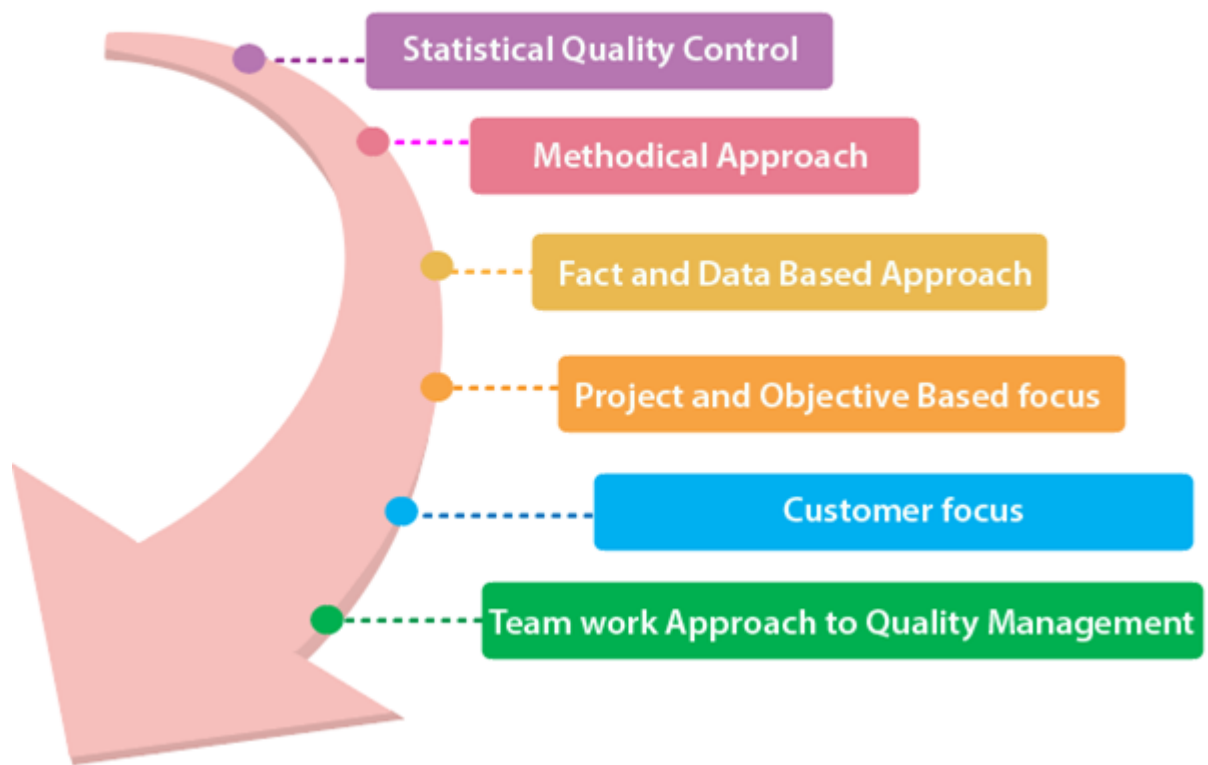 Statistical Quality Control
Methodical Approach
Fact and Data Based Approach
Project and Objective Based focus
Customer focus
Team work Approach to Quality Management